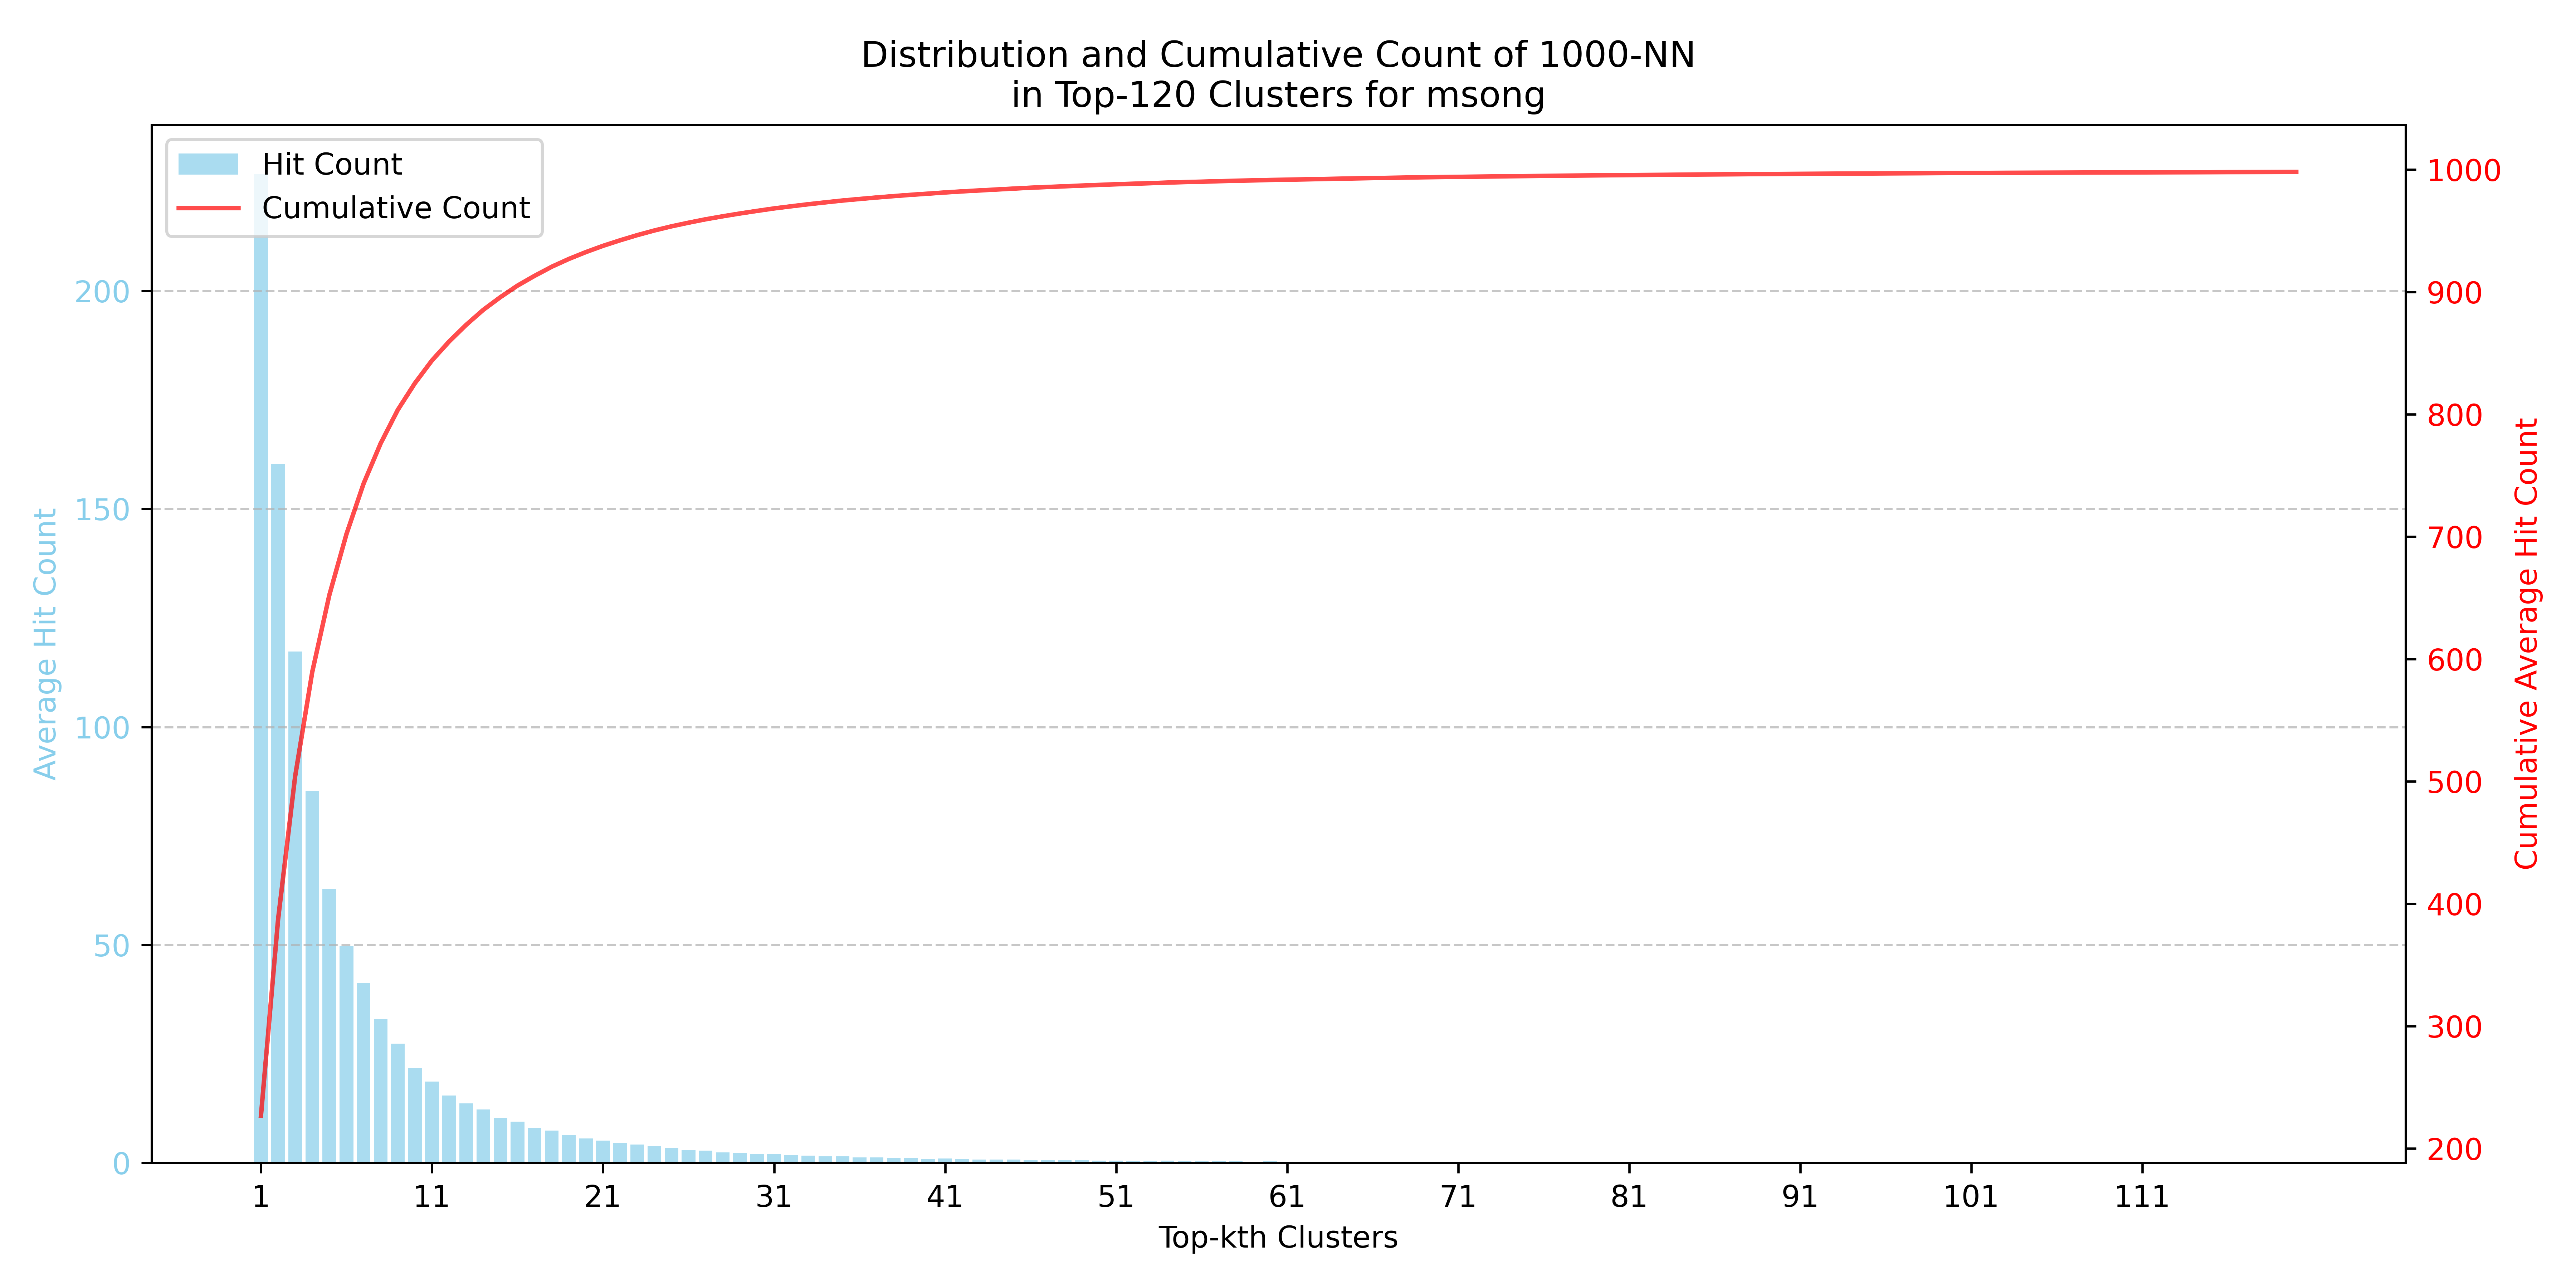 Distribution and Cumulative Count of 1000-NN
in Top-120 Clusters for msong
Hit Count
Cumulative Count
Average Hit Count
200
150
100
50
0
1000
900
800
700
600
500
400
300
200
Cumulative Average Hit Count
1 11 21 31 41 51 61 71 81 91 101 111
Top-kth Clusters